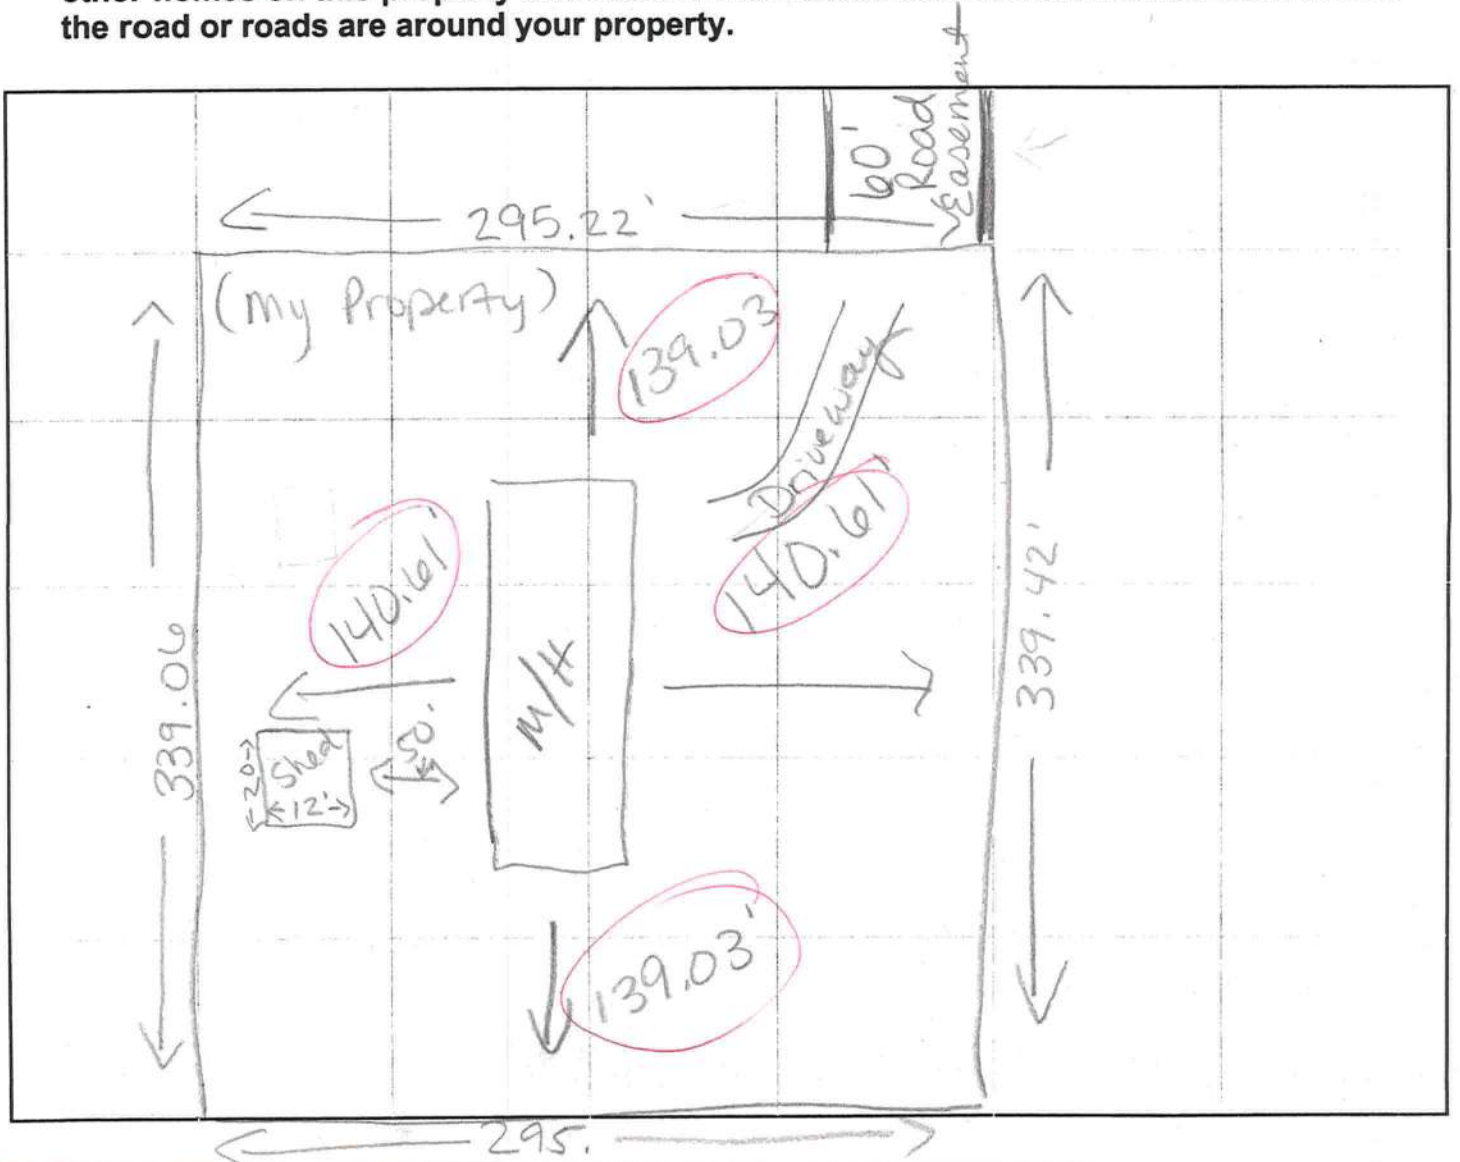 the road or roads are around your property.
60'
Road
Easement
295.22'
(My Property)
139.03
Driveway
140.61'
140.61'
339.06
339.42'
M/H
50.
Shed
20
12'
139.03'
295.